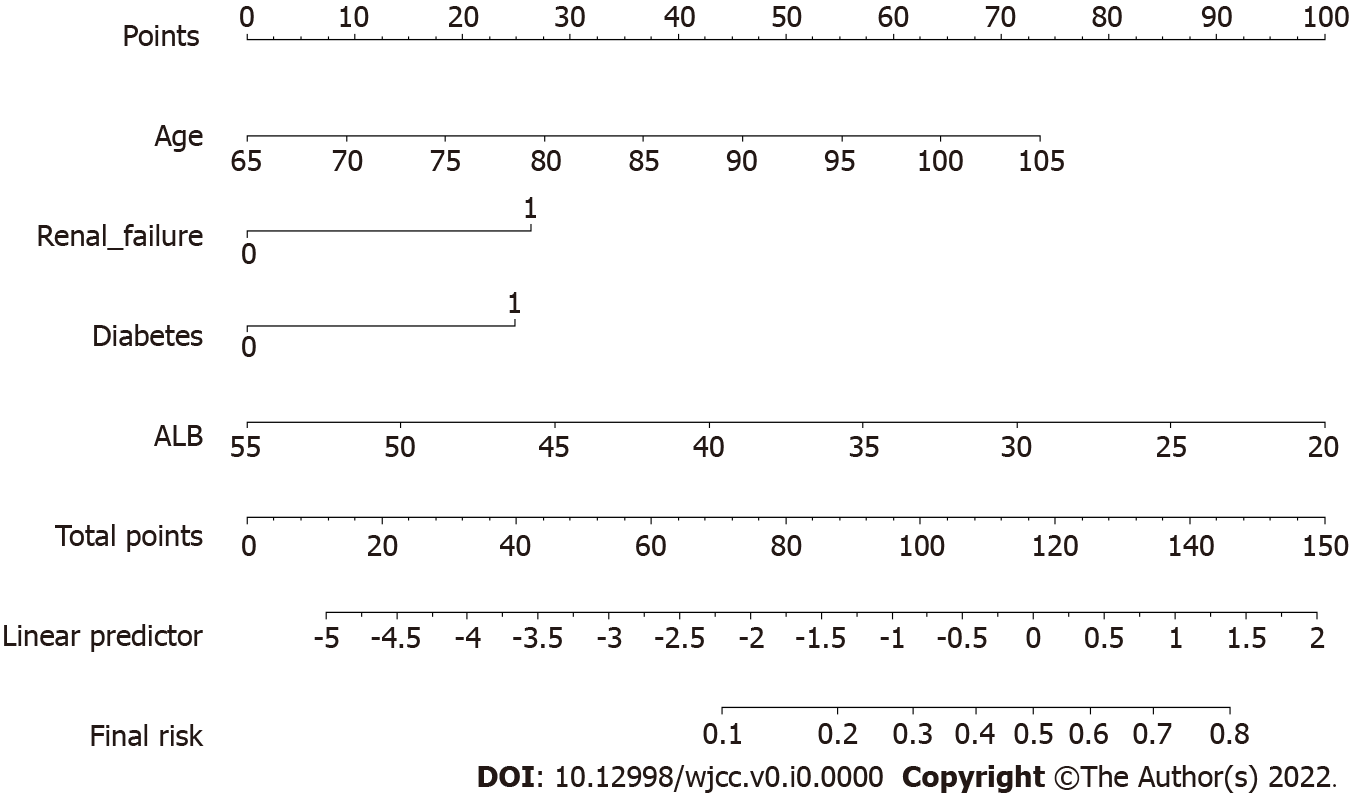 Points 0 10 20 30 40 50 60 70 80 90 100
Age 65 70 75 80 85 90 95 100 105
Renal_failure 0 1
Diabetes 0 1
ALB 55 50 45 40 35 30 25 20
Total points 0 20 40 60 80 100 120 140 150
Linear predictor -5 -4.5 -4 -3.5 -3 -2.5 -2 -1.5 -1 -0.5 0 0.5 1 1.5 2
Final risk 0.1 0.2 0.3 0.4 0.5 0.6 0.7 0.8
DOI: 10.12998/wjcc.v0.i0.0000 Copyright ©The Author(s) 2022.